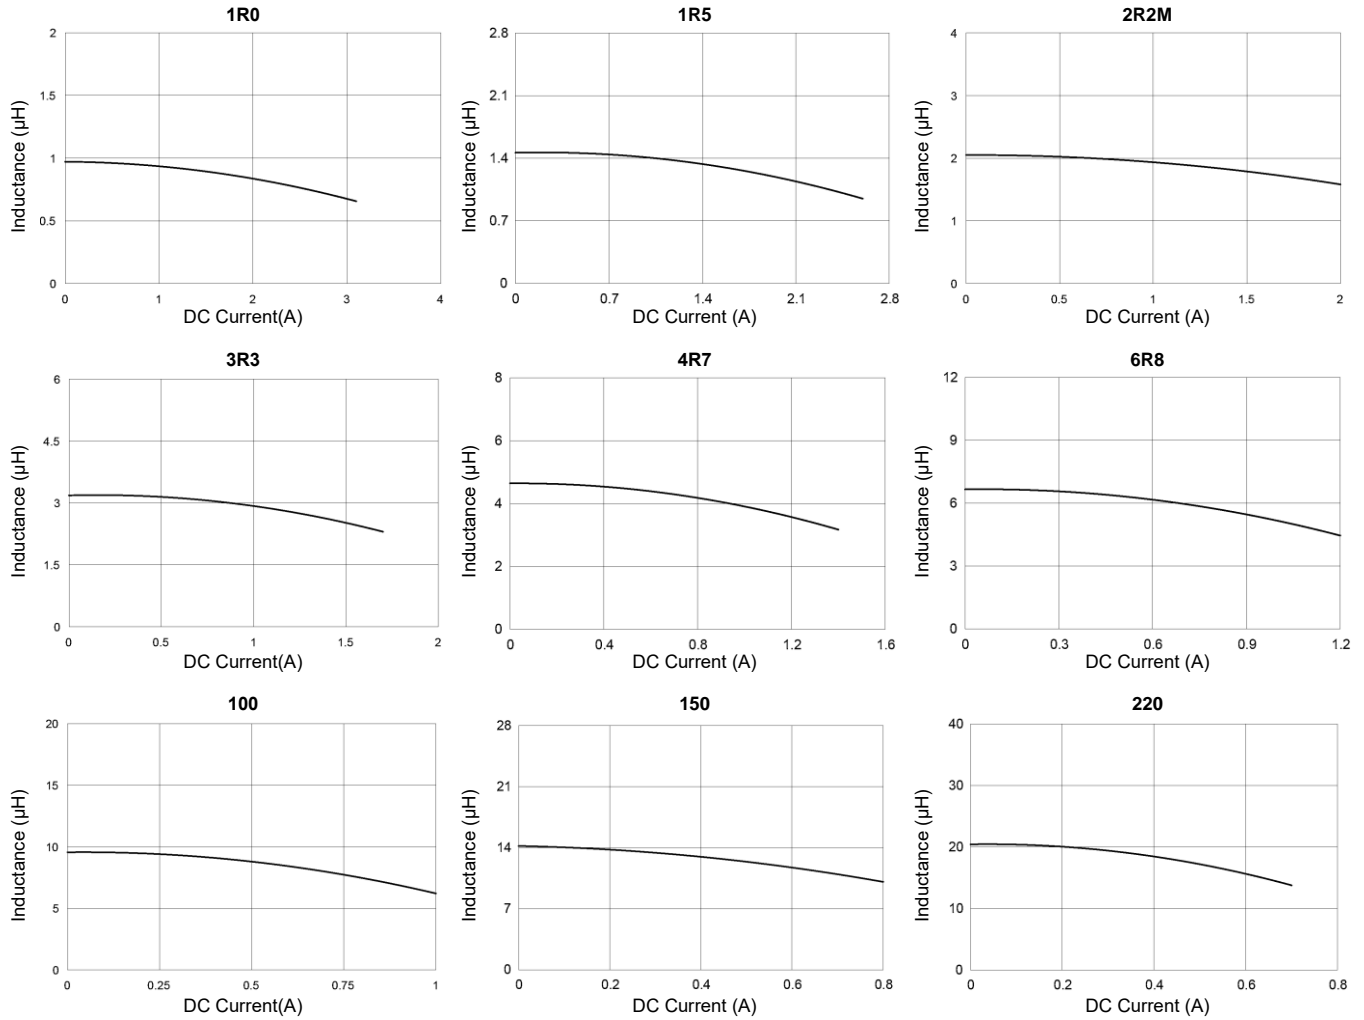 1R0
2
1.5
1
0.5
0
0 1 2 3 4
Inductance (µH)
DC Current(A)
1R5
2.8
2.1
1.4
0.7
0
0 0.7 1.4 2.1 2.8
Inductance (µH)
DC Current (A)
2R2M
4
3
2
1
0
0 0.5 1 1.5 2
Inductance (µH)
DC Current (A)
3R3
6
4.5
3
1.5
0
0 0.5 1 1.5 2
Inductance (µH)
DC Current(A)
4R7
8
6
4
2
0
0 0.4 0.8 1.2 1.6
Inductance (µH)
DC Current (A)
6R8
12
9
6
3
0
0 0.3 0.6 0.9 1.2
Inductance (µH)
DC Current (A)
100
20
15
10
5
0
0 0.25 0.5 0.75 1
Inductance (µH)
DC Current(A)
150
28
21
14
7
0
0 0.2 0.4 0.6 0.8
Inductance (µH)
DC Current (A)
220
40
30
20
10
0
0 0.2 0.4 0.6 0.8
Inductance (µH)
DC Current (A)